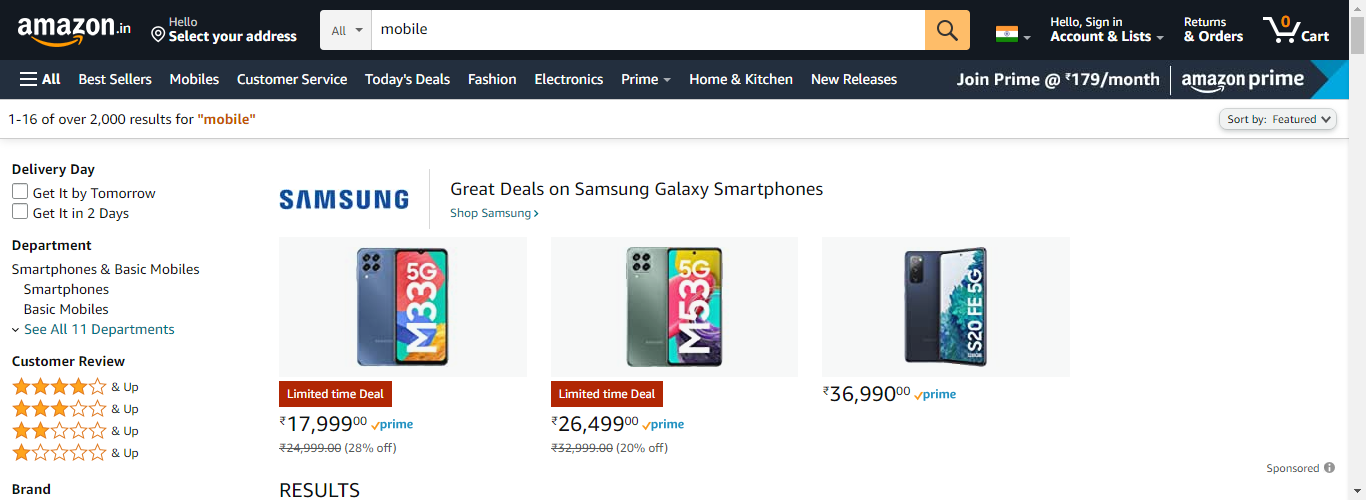 amazon.in
Hello
Select your address
All
mobile
Hello, Sign in
Account & Lists
Returns
& Orders
0
Cart
All
Best Sellers
Mobiles
Customer Service
Today's Deals
Fashion
Electronics
Prime
Home & Kitchen
New Releases
Join Prime @ ₹179/month
amazon prime
1-16 of over 2,000 results for "mobile"
Sort by: Featured
Delivery Day
Get It by Tomorrow
Get It in 2 Days
Department
Smartphones & Basic Mobiles
Smartphones
Basic Mobiles
See All 11 Departments
Customer Review
& Up
& Up
& Up
& Up
Brand
SAMSUNG
Great Deals on Samsung Galaxy Smartphones
Shop Samsung
M33 5G
Limited time Deal
₹17,999.00 prime
₹24,999.00 (28% off)
M53 5G
Limited time Deal
₹26,499.00 prime
₹32,999.00 (20% off)
S20 FE 5G
₹36,990.00 prime
Sponsored
RESULTS